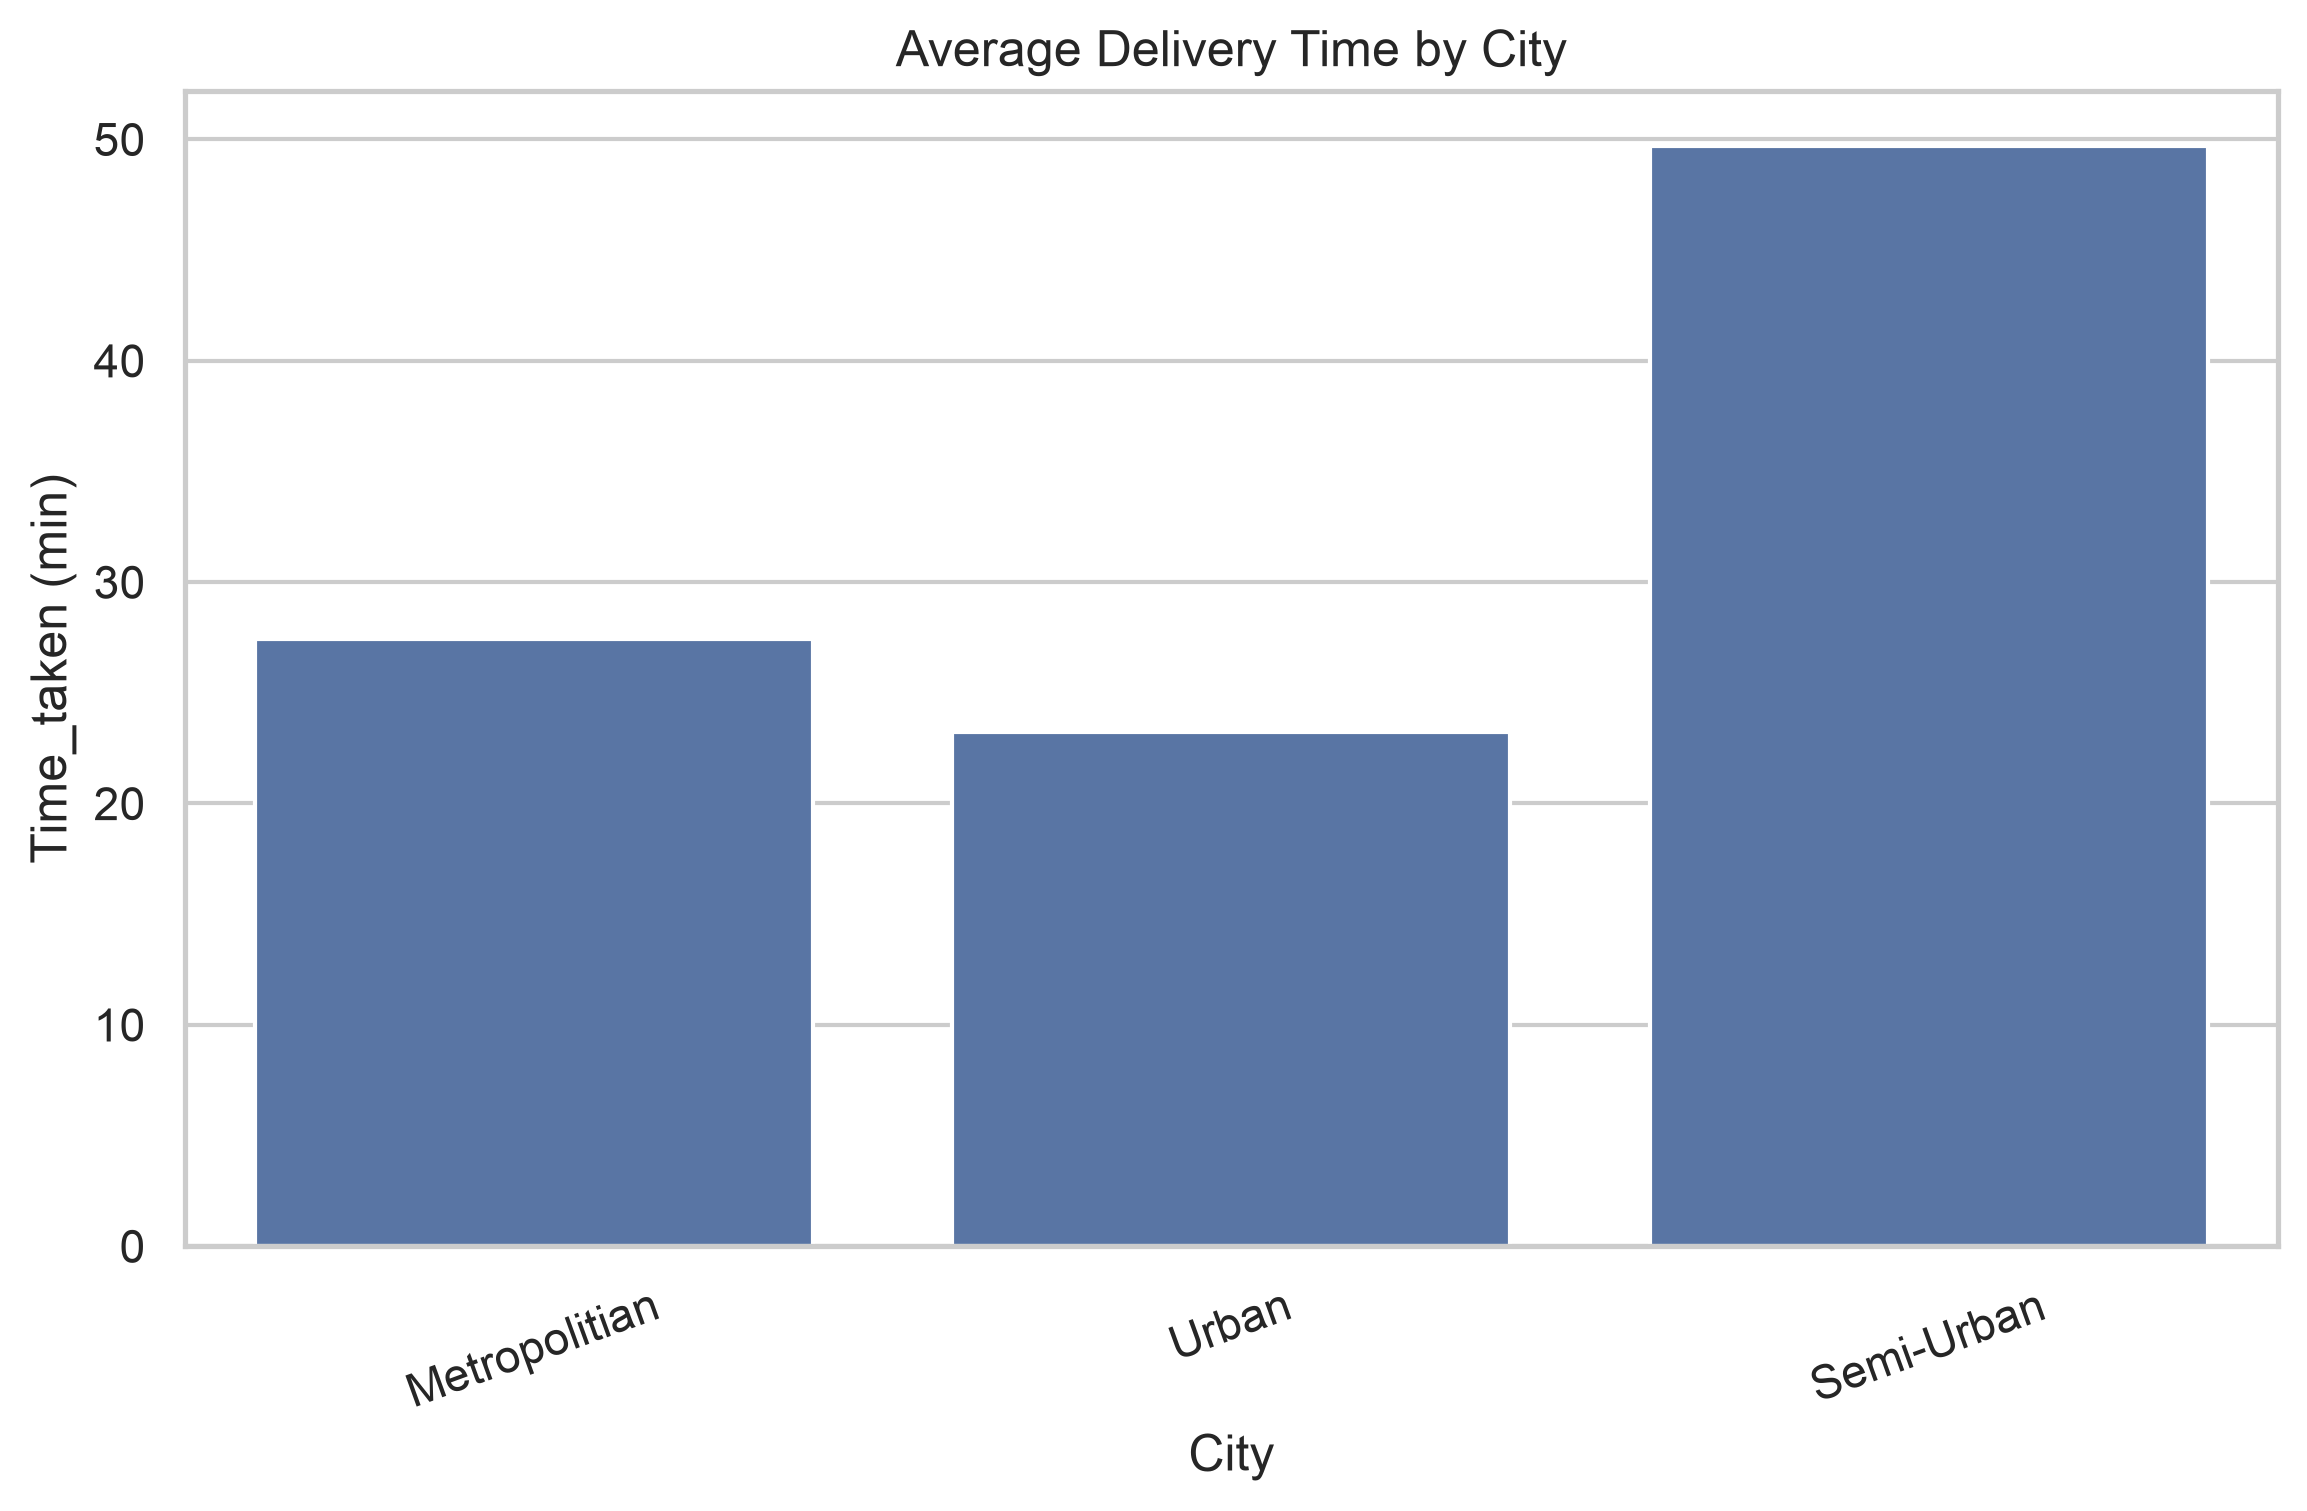 Average Delivery Time by City
Time_taken (min)
50
40
30
20
10
0
Metropolitian
Urban
Semi-Urban
City